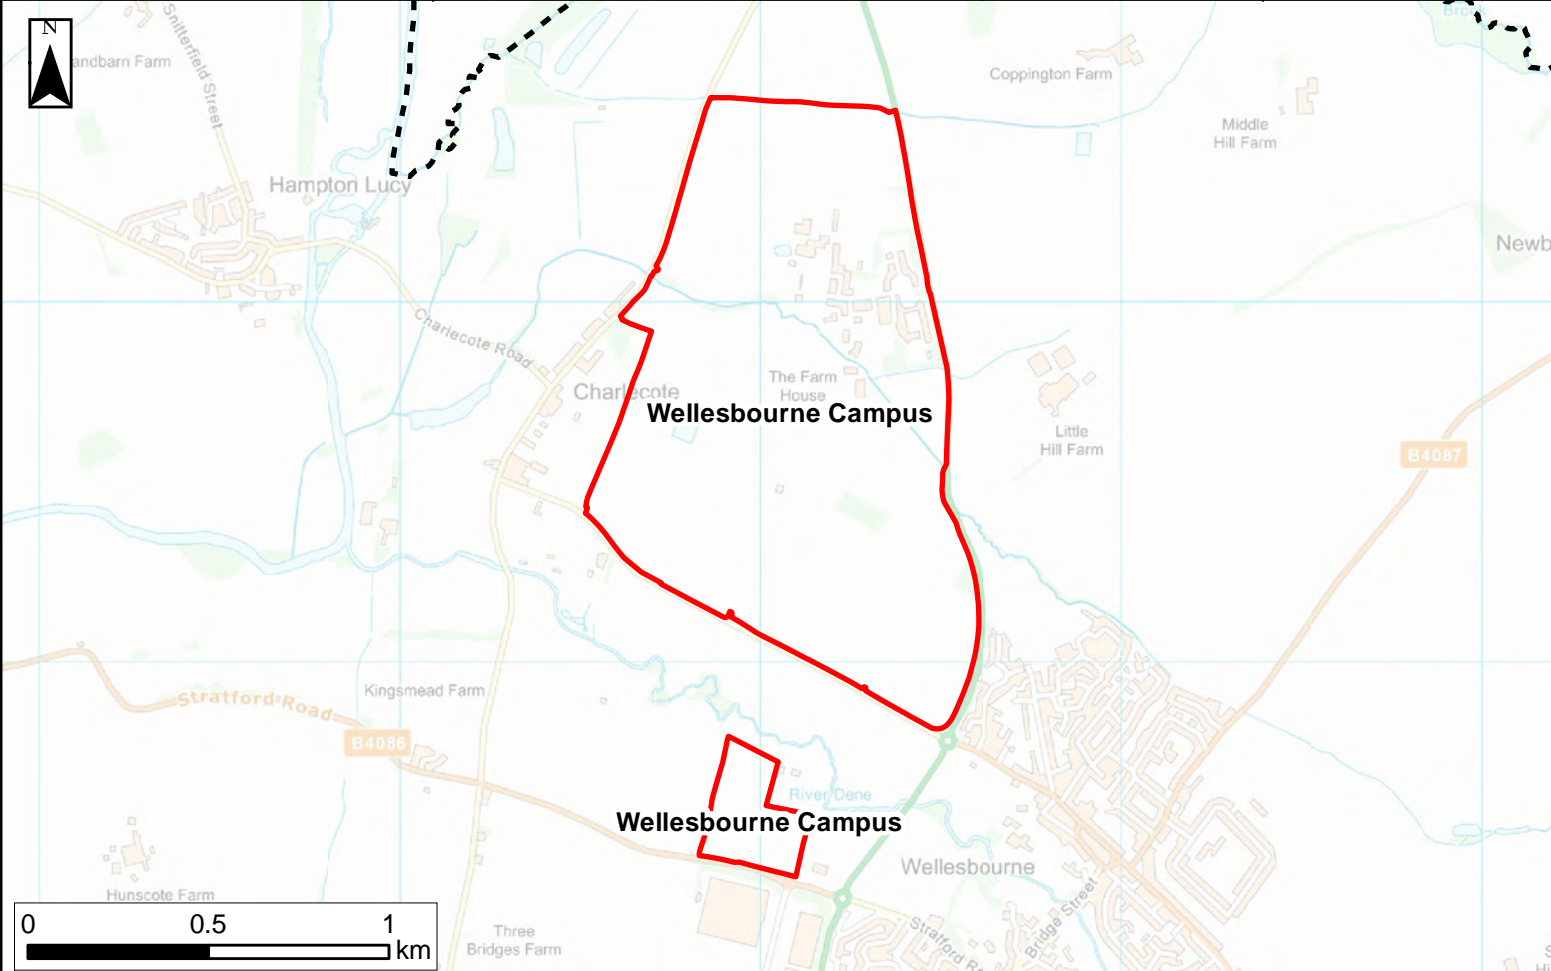 N
Snitterfield Street
andbarn Farm
Brook
Coppington Farm
Middle
Hill Farm
Hampton Lucy
Newb
Charlecote Road
Charlecote
The Farm
House
Wellesbourne Campus
Little
Hill Farm
B4087
Kingsmead Farm
Stratford Road
B4086
River Dene
Wellesbourne Campus
Wellesbourne
Hunscote Farm
Bridge Street
Three
Bridges Farm
Stratford R
0 0.5 1
km